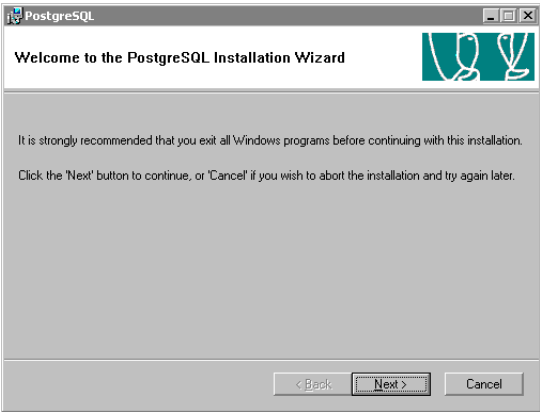 PostgreSQL
Welcome to the PostgreSQL Installation Wizard
It is strongly recommended that you exit all Windows programs before continuing with this installation.
Click the 'Next' button to continue, or 'Cancel' if you wish to abort the installation and try again later.
< Back Next > Cancel